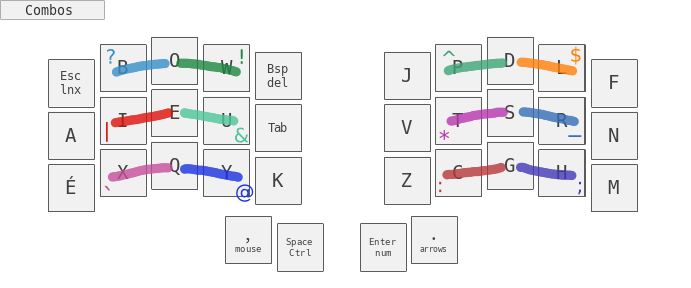 Combos
? B O W !
Esc lnx
Bsp del
A
| I E U &
Tab
É
` X Q Y @
K
, mouse
Space Ctrl
J
^ P D L $
F
V
* T S R _
N
Z
: C G H ;
M
Enter num
. arrows